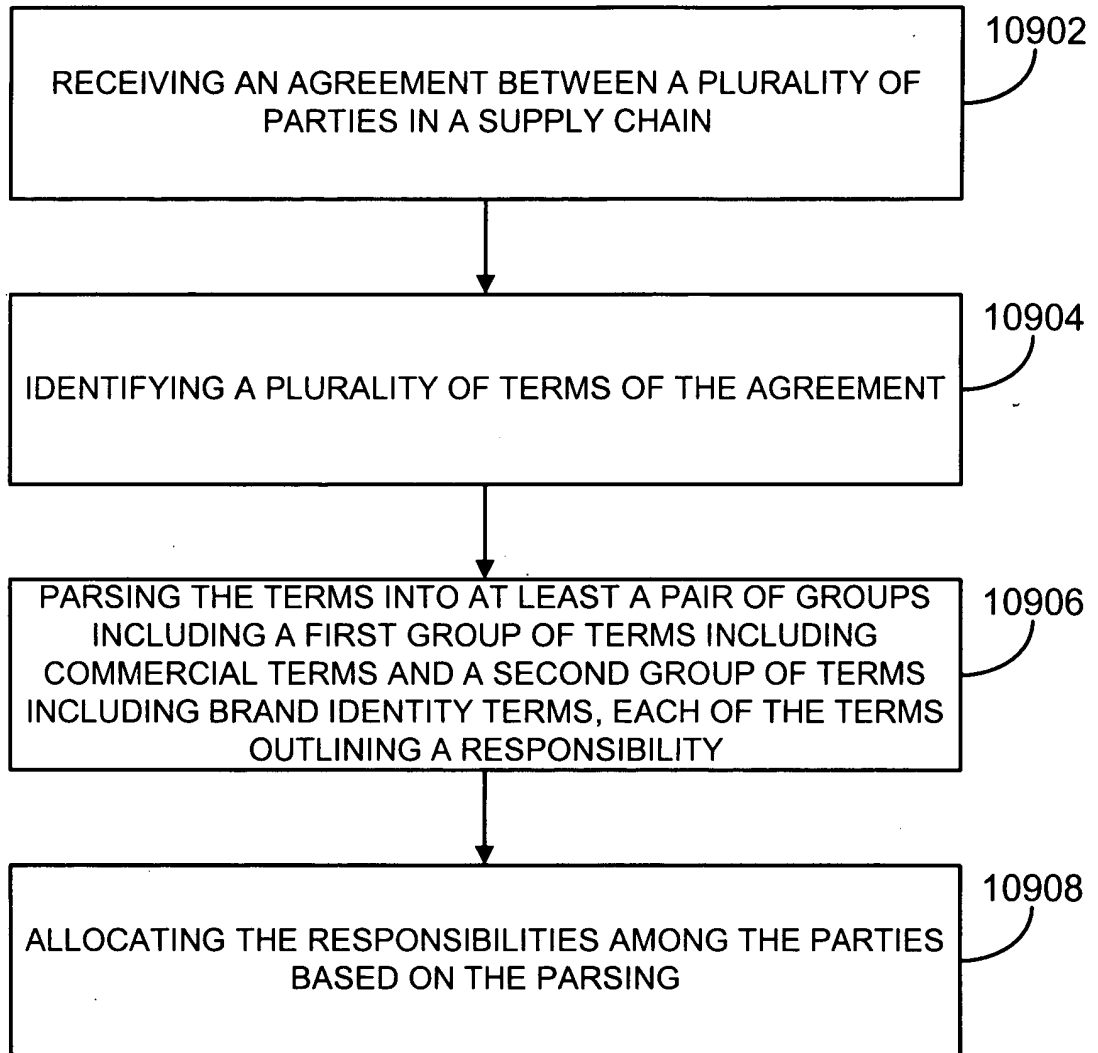 10902
RECEIVING AN AGREEMENT BETWEEN A PLURALITY OF
PARTIES IN A SUPPLY CHAIN
10904
IDENTIFYING A PLURALITY OF TERMS OF THE AGREEMENT
10906
PARSING THE TERMS INTO AT LEAST A PAIR OF GROUPS
INCLUDING A FIRST GROUP OF TERMS INCLUDING
COMMERCIAL TERMS AND A SECOND GROUP OF TERMS
INCLUDING BRAND IDENTITY TERMS, EACH OF THE TERMS
OUTLINING A RESPONSIBILITY
10908
ALLOCATING THE RESPONSIBILITIES AMONG THE PARTIES
BASED ON THE PARSING